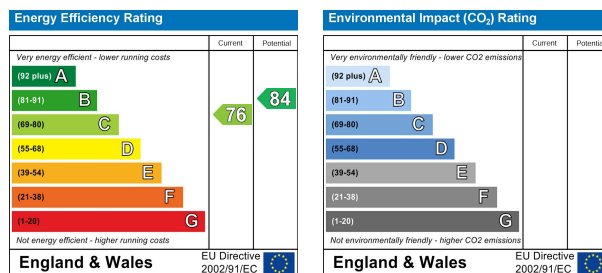 Energy Efficiency Rating
Current Potential
Very energy efficient - lower running costs
(92 plus) A
(81-91) B
(69-80) C
(55-68) D
(39-54) E
(21-38) F
(1-20) G
76
84
Not energy efficient - higher running costs
England & Wales
EU Directive
2002/91/EC
Environmental Impact (CO₂) Rating
Current Potential
Very environmentally friendly - lower CO2 emissions
(92 plus) A
(81-91) B
(69-80) C
(55-68) D
(39-54) E
(21-38) F
(1-20) G
Not environmentally friendly - higher CO2 emissions
England & Wales
EU Directive
2002/91/EC